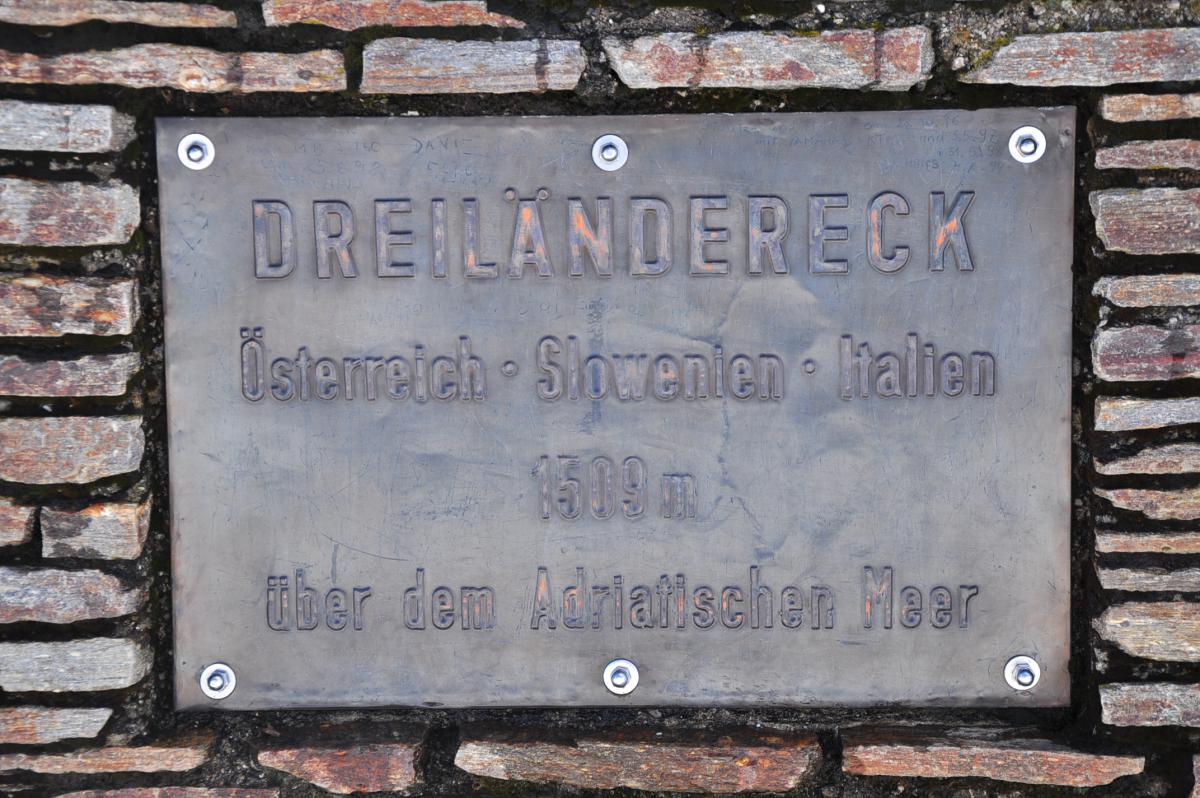 DREILÄNDERECK
Österreich · Slowenien · Italien
1509 m
über dem Adriatischen Meer